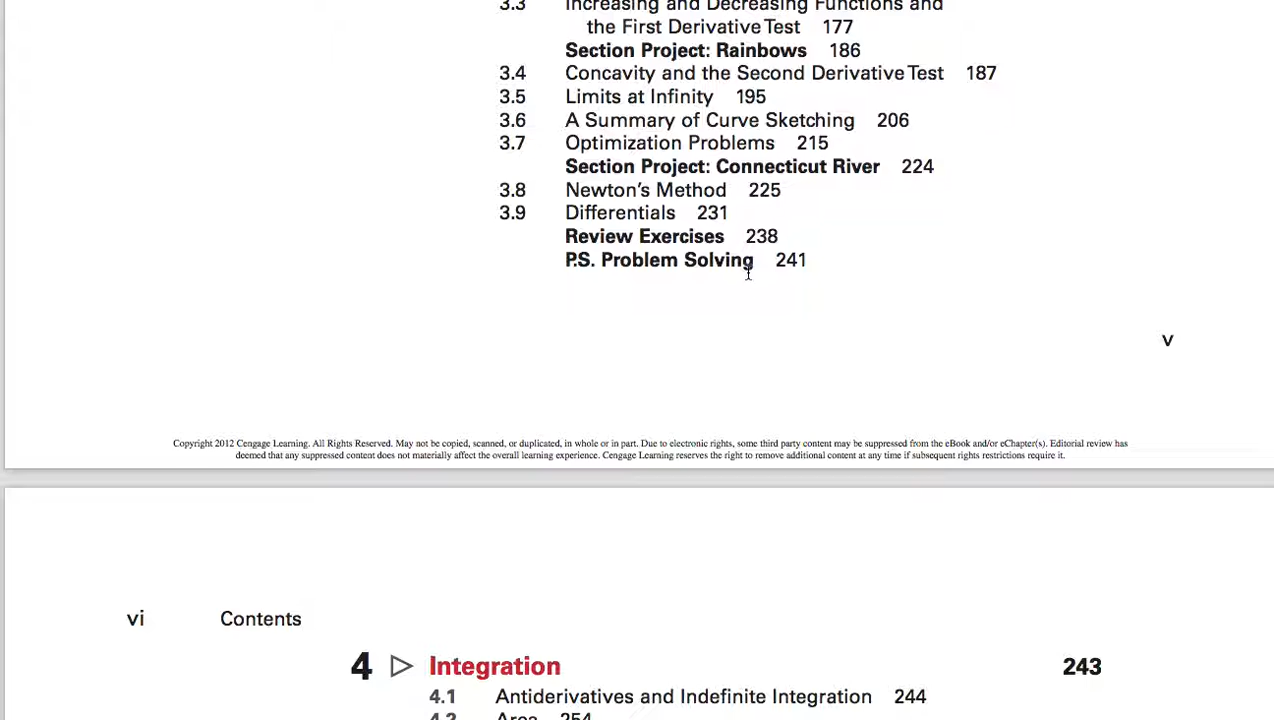 3.3 Increasing and Decreasing Functions and
the First Derivative Test 177
Section Project: Rainbows 186
3.4 Concavity and the Second Derivative Test 187
3.5 Limits at Infinity 195
3.6 A Summary of Curve Sketching 206
3.7 Optimization Problems 215
Section Project: Connecticut River 224
3.8 Newton's Method 225
3.9 Differentials 231
Review Exercises 238
P.S. Problem Solving 241
v
Copyright 2012 Cengage Learning. All Rights Reserved. May not be copied, scanned, or duplicated, in whole or in part. Due to electronic rights, some third party content may be suppressed from the eBook and/or eChapter(s). Editorial review has
deemed that any suppressed content does not materially affect the overall learning experience. Cengage Learning reserves the right to remove additional content at any time if subsequent rights restrictions require it.
vi Contents
4 Integration 243
4.1 Antiderivatives and Indefinite Integration 244
4.2 Area 254